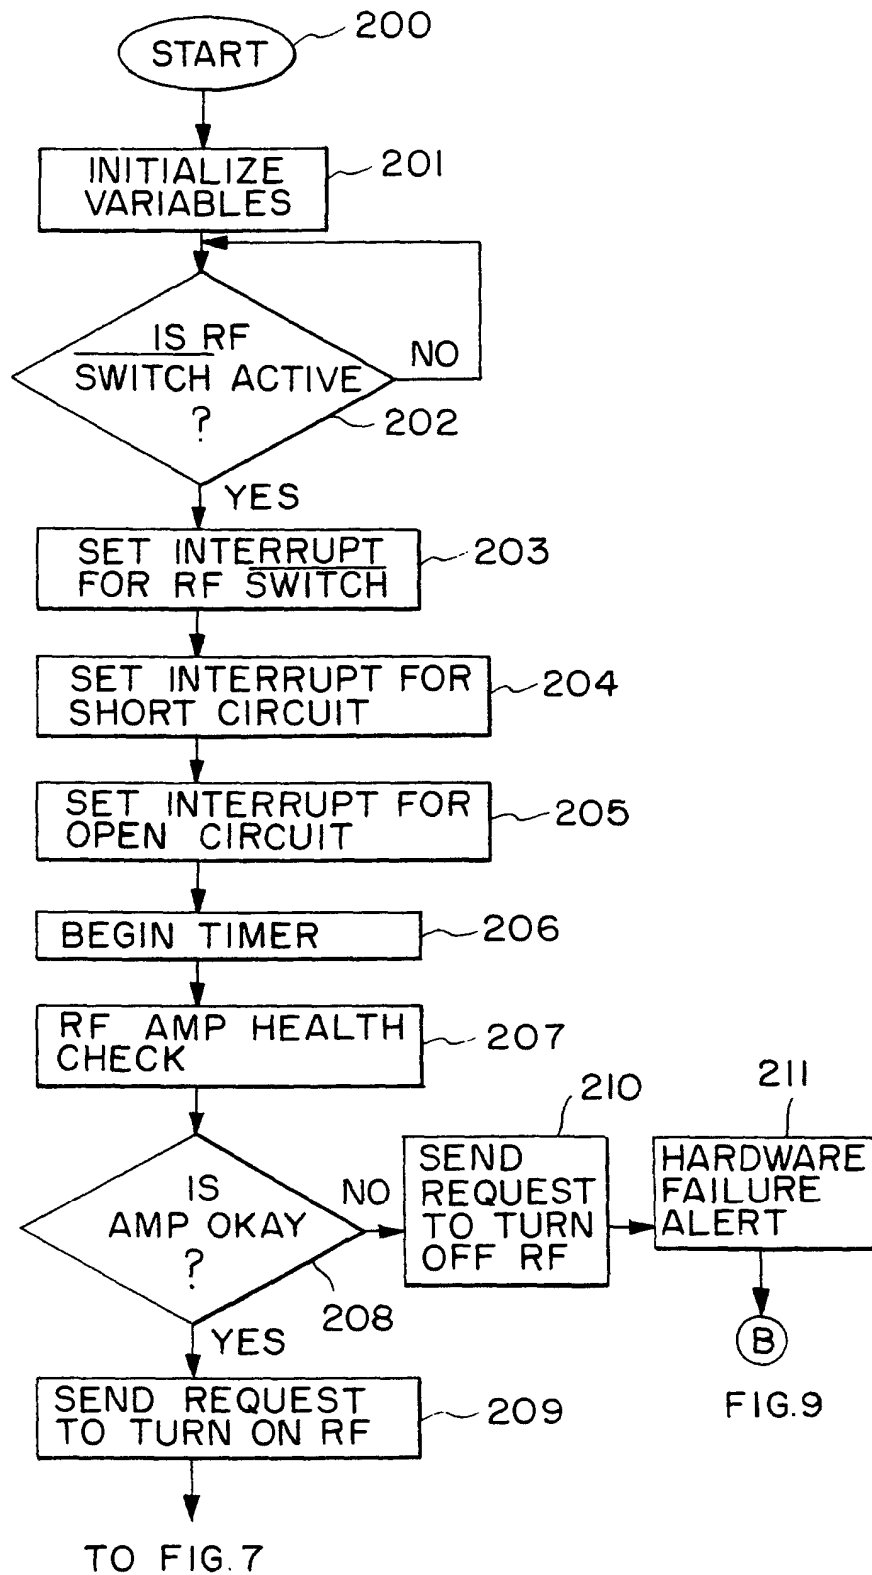 START
200
INITIALIZE
VARIABLES
201
IS RF
SWITCH ACTIVE
?
NO
202
YES
SET INTERRUPT
FOR RF SWITCH
203
SET INTERRUPT FOR
SHORT CIRCUIT
204
SET INTERRUPT FOR
OPEN CIRCUIT
205
BEGIN TIMER
206
RF AMP HEALTH
CHECK
207
IS
AMP OKAY
?
208
NO
210
SEND
REQUEST
TO TURN
OFF RF
211
HARDWARE
FAILURE
ALERT
B
FIG.9
YES
SEND REQUEST
TO TURN ON RF
209
TO FIG.7